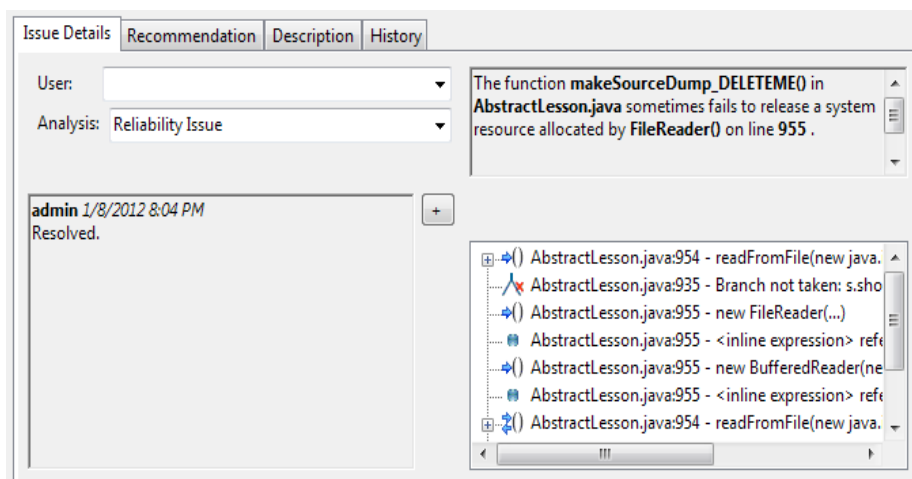 Issue Details Recommendation Description History
User:
Analysis: Reliability Issue
The function makeSourceDump_DELETEME() in
AbstractLesson.java sometimes fails to release a system
resource allocated by FileReader() on line 955 .
admin 1/8/2012 8:04 PM
Resolved.
+
AbstractLesson.java:954 - readFromFile(new java.
AbstractLesson.java:935 - Branch not taken: s.sho
AbstractLesson.java:955 - new FileReader(...)
AbstractLesson.java:955 - <inline expression> refe
AbstractLesson.java:955 - new BufferedReader(ne
AbstractLesson.java:955 - <inline expression> refe
AbstractLesson.java:954 - readFromFile(new java.